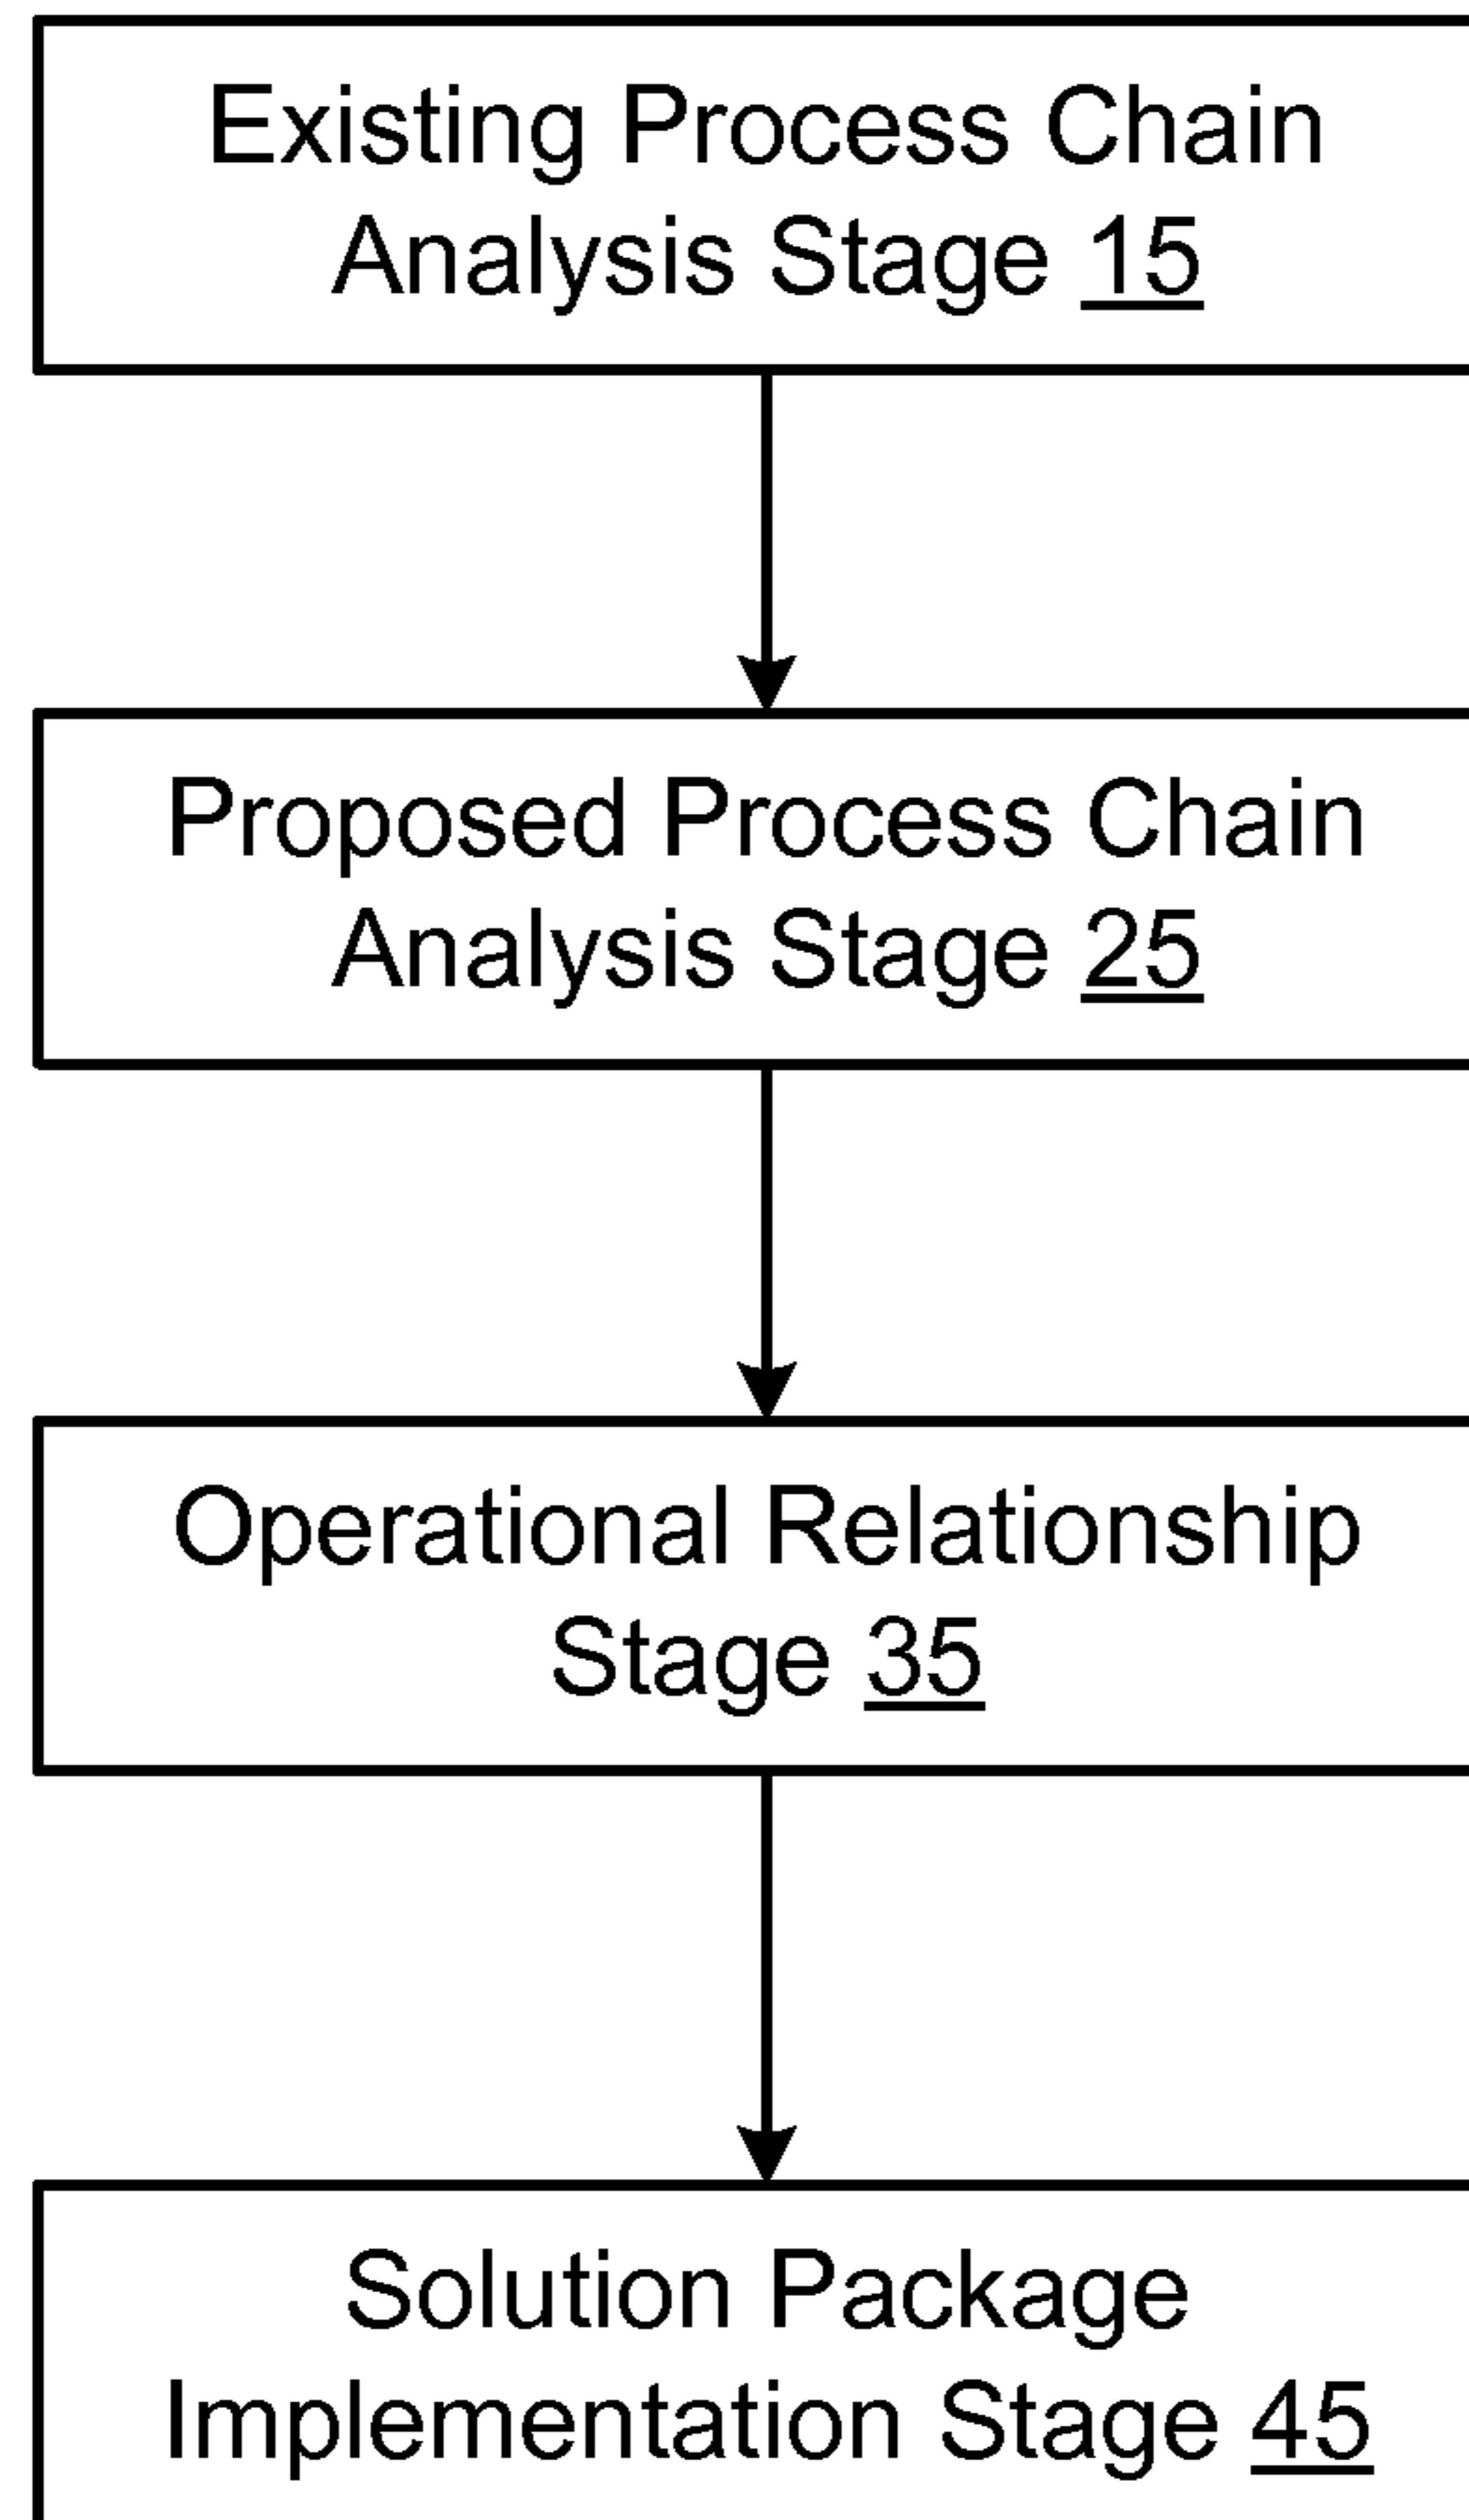 Existing Process Chain
Analysis Stage 15
Proposed Process Chain
Analysis Stage 25
Operational Relationship
Stage 35
Solution Package
Implementation Stage 45